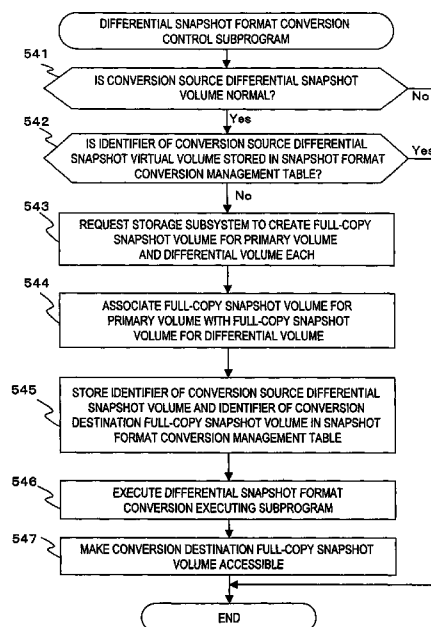 DIFFERENTIAL SNAPSHOT FORMAT CONVERSION
CONTROL SUBPROGRAM
541
IS CONVERSION SOURCE DIFFERENTIAL SNAPSHOT
VOLUME NORMAL?
No
Yes
542
IS IDENTIFIER OF CONVERSION SOURCE DIFFERENTIAL
SNAPSHOT VIRTUAL VOLUME STORED IN SNAPSHOT FORMAT
CONVERSION MANAGEMENT TABLE?
Yes
No
543
REQUEST STORAGE SUBSYSTEM TO CREATE FULL-COPY
SNAPSHOT VOLUME FOR PRIMARY VOLUME
AND DIFFERENTIAL VOLUME EACH
544
ASSOCIATE FULL-COPY SNAPSHOT VOLUME FOR
PRIMARY VOLUME WITH FULL-COPY SNAPSHOT
VOLUME FOR DIFFERENTIAL VOLUME
545
STORE IDENTIFIER OF CONVERSION SOURCE DIFFERENTIAL
SNAPSHOT VOLUME AND IDENTIFIER OF CONVERSION
DESTINATION FULL-COPY SNAPSHOT VOLUME IN SNAPSHOT
FORMAT CONVERSION MANAGEMENT TABLE
546
EXECUTE DIFFERENTIAL SNAPSHOT FORMAT
CONVERSION EXECUTING SUBPROGRAM
547
MAKE CONVERSION DESTINATION FULL-COPY SNAPSHOT
VOLUME ACCESSIBLE
END